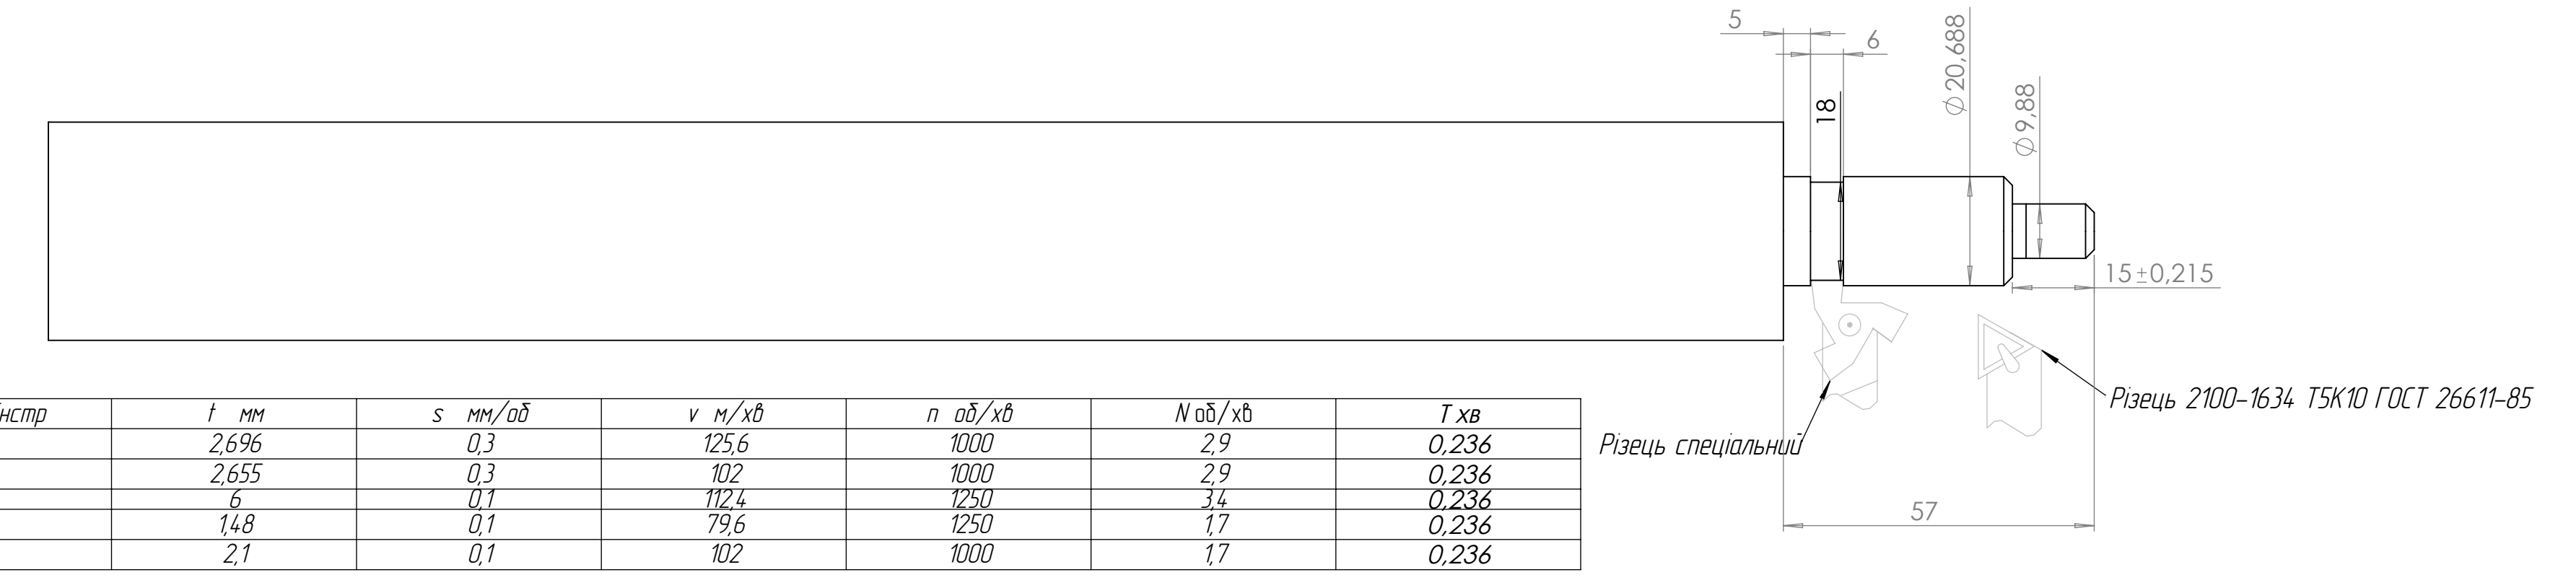 5
6
18
⌀20,688
⌀9,88
15±0,215
57
Різець 2100-1634 Т5К10 ГОСТ 26611-85
Різець спеціальний
нстр t мм s мм/об v м/хв n об/хв N об/хв T хв
2,696 0,3 125,6 1000 2,9 0,236
2,655 0,3 102 1000 2,9 0,236
6 0,1 112,4 1250 3,4 0,236
1,48 0,1 79,6 1250 1,7 0,236
2,1 0,1 102 1000 1,7 0,236